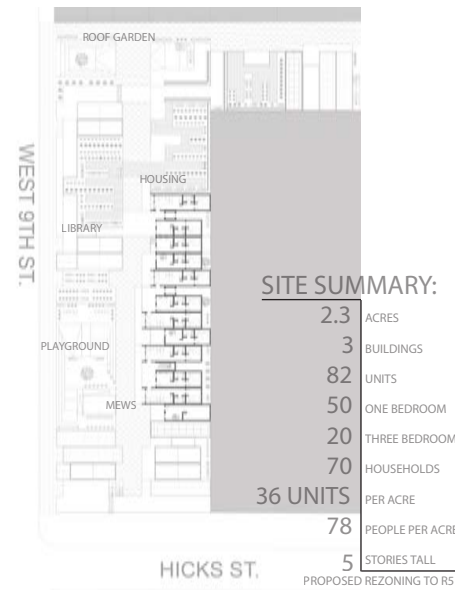 ROOF GARDEN
WEST 9TH ST.
HOUSING
LIBRARY
PLAYGROUND
MEWS
HICKS ST.
SITE SUMMARY:
2.3 ACRES
3 BUILDINGS
82 UNITS
50 ONE BEDROOM
20 THREE BEDROOM
70 HOUSEHOLDS
36 UNITS PER ACRE
78 PEOPLE PER ACRE
5 STORIES TALL
PROPOSED REZONING TO R5